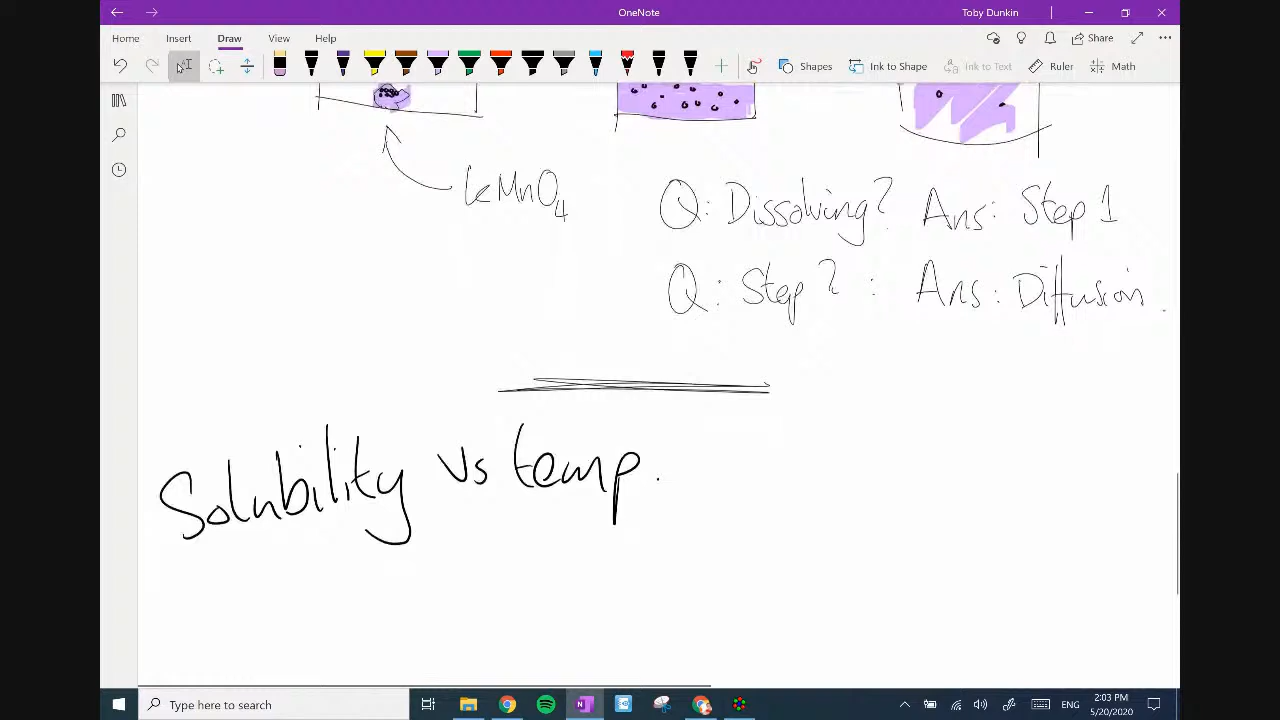 OneNote
Toby Dunkin
Home Insert Draw View Help
Share
Shapes Ink to Shape Ink to Text Ruler Math
KMnO4
Q: Dissolving? Ans: Step 1
Q: Step 2 : Ans: Diffusion.
Solubility vs temp.
Type here to search
ENG
2:03 PM
5/20/2020